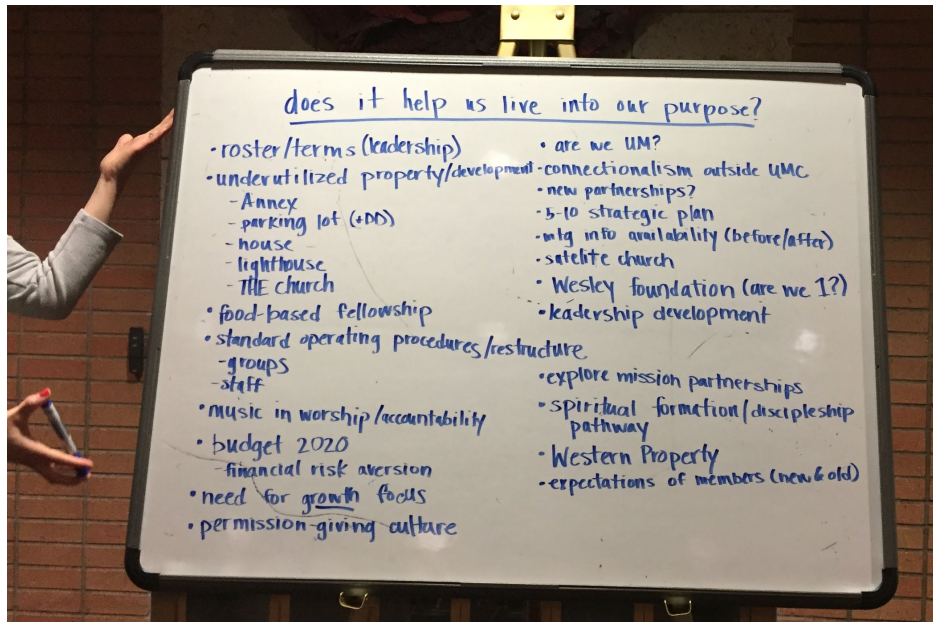 does it help us live into our purpose?
• roster/terms (leadership)
• underutilized property/development
- Annex
- parking lot (+DD)
- house
- lighthouse
- THE church
• food-based fellowship
• standard operating procedures/restructure
- groups
- staff
• music in worship/accountability
• budget 2020
- financial risk aversion
• need for growth focus
• permission-giving culture
• are we UM?
• connectionalism outside UMC
• new partnerships?
• 5-10 strategic plan
• mtg info availability (before/after)
• satelite church
• Wesley foundation (are we 1?)
• leadership development
• explore mission partnerships
• spiritual formation/discipleship
pathway
• Western Property
• expectations of members (new & old)